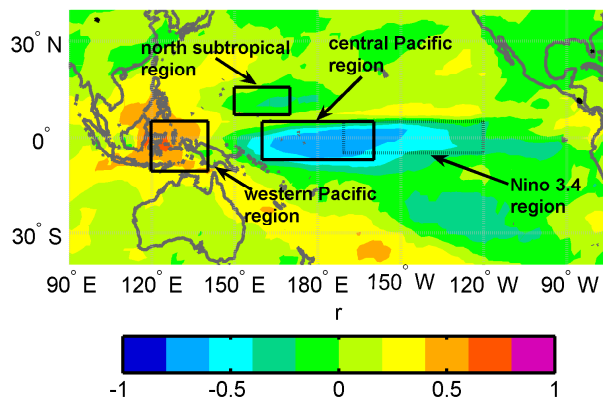 30° N
0°
30° S
north subtropical
region
central Pacific
region
western Pacific
region
Nino 3.4
region
90° E 120° E 150° E 180° E 150° W 120° W 90° W
r
-1 -0.5 0 0.5 1